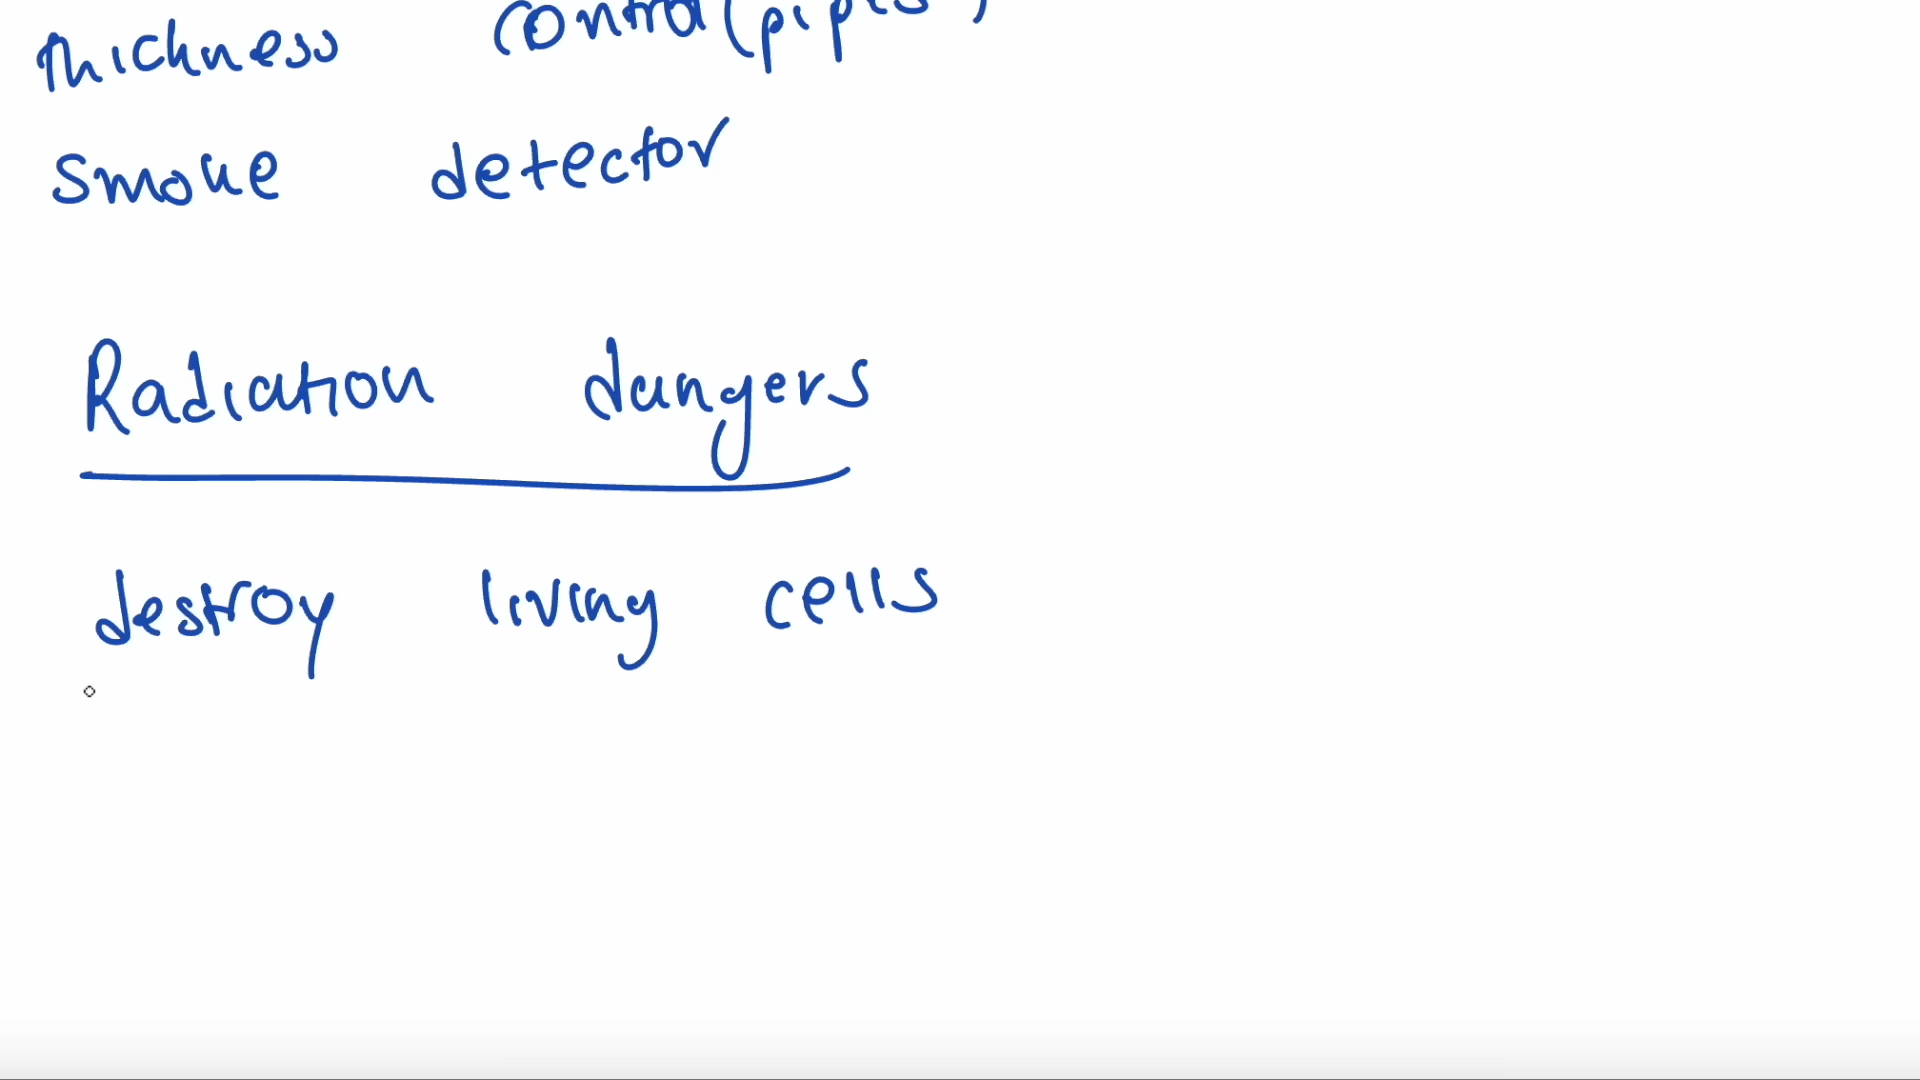 thickness control (pipes)
smoke detector
Radiation dangers
destroy living cells